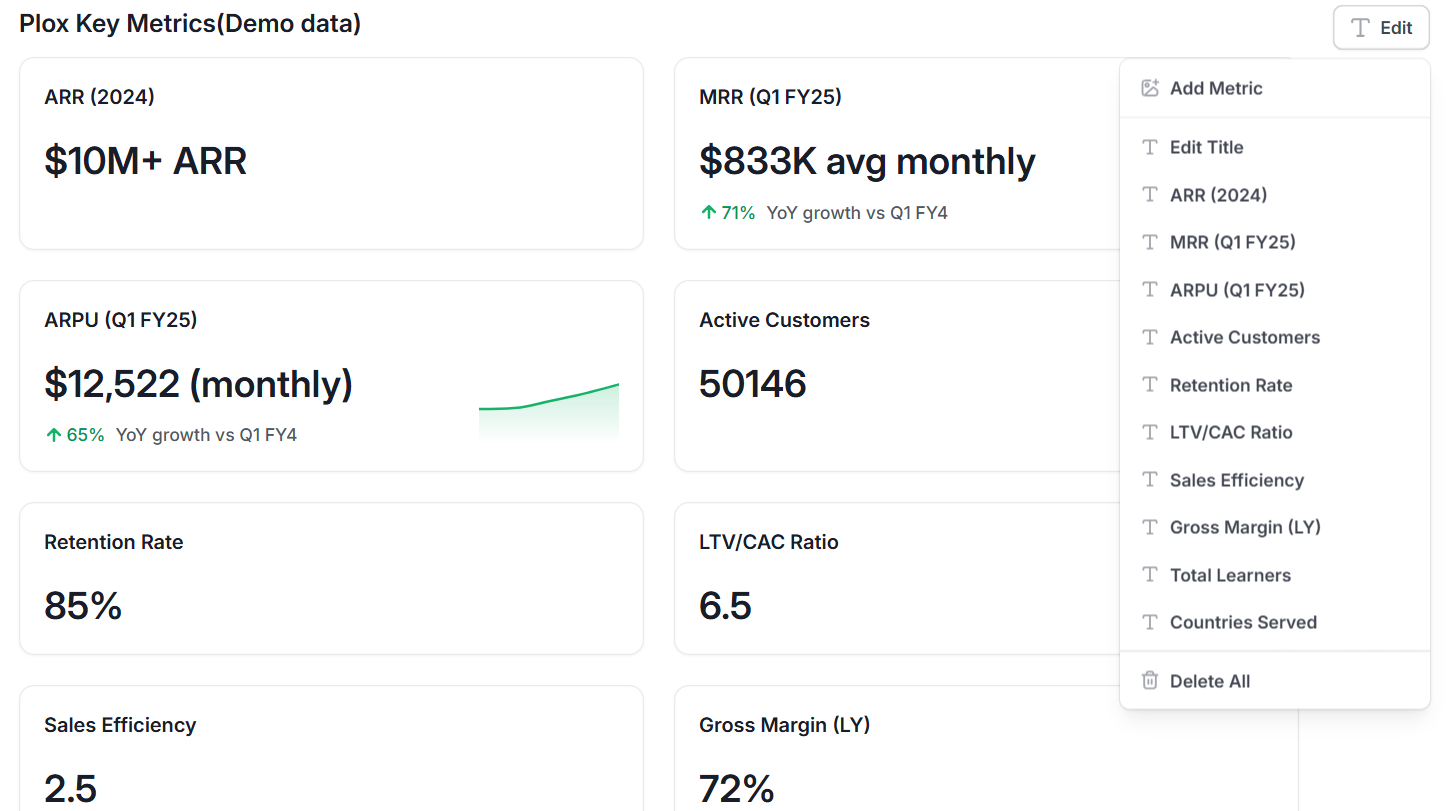 Plox Key Metrics(Demo data)
Edit
ARR (2024)
$10M+ ARR
MRR (Q1 FY25)
$833K avg monthly
71% YoY growth vs Q1 FY4
ARPU (Q1 FY25)
$12,522 (monthly)
65% YoY growth vs Q1 FY4
Active Customers
50146
Retention Rate
85%
LTV/CAC Ratio
6.5
Sales Efficiency
2.5
Gross Margin (LY)
72%
Add Metric
Edit Title
ARR (2024)
MRR (Q1 FY25)
ARPU (Q1 FY25)
Active Customers
Retention Rate
LTV/CAC Ratio
Sales Efficiency
Gross Margin (LY)
Total Learners
Countries Served
Delete All